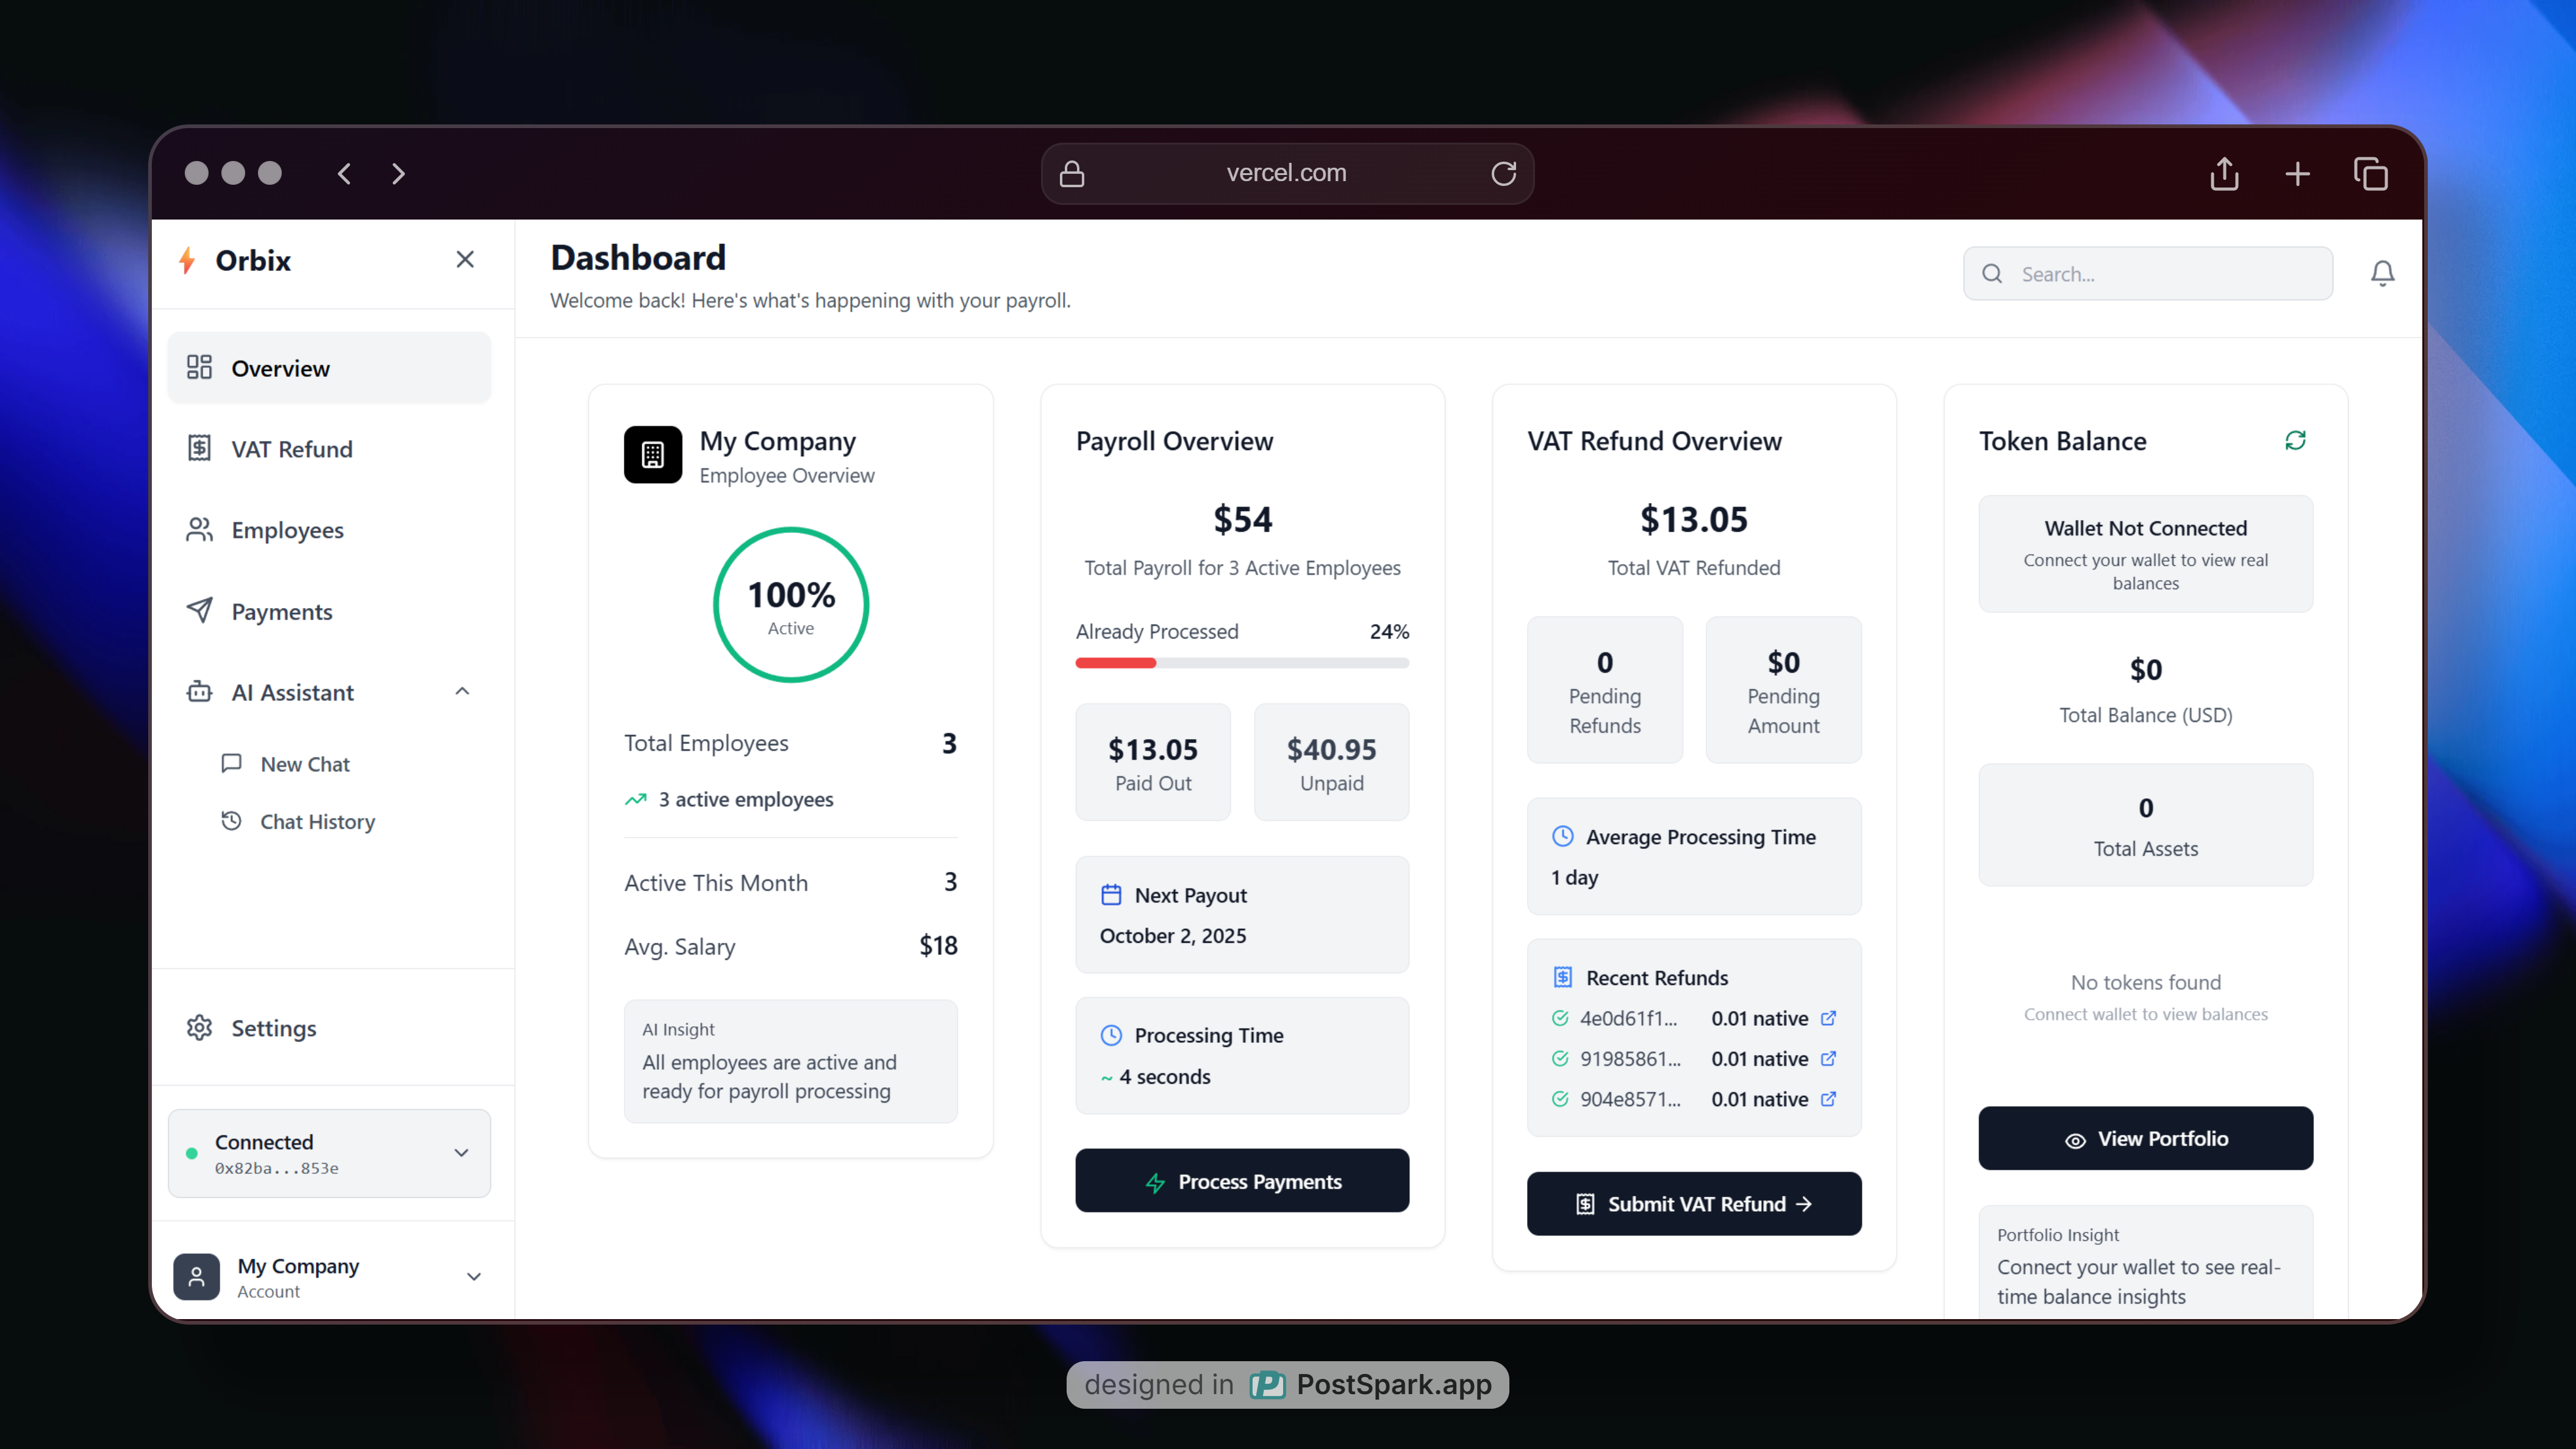 vercel.com
Orbix
Overview
VAT Refund
Employees
Payments
AI Assistant
New Chat
Chat History
Settings
Connected
0x82ba...853e
My Company
Account
Dashboard
Welcome back! Here's what's happening with your payroll.
Search...
My Company
Employee Overview
100%
Active
Total Employees 3
3 active employees
Active This Month 3
Avg. Salary $18
AI Insight
All employees are active and
ready for payroll processing
Payroll Overview
$54
Total Payroll for 3 Active Employees
Already Processed 24%
$13.05
Paid Out
$40.95
Unpaid
Next Payout
October 2, 2025
Processing Time
~ 4 seconds
Process Payments
VAT Refund Overview
$13.05
Total VAT Refunded
0
Pending
Refunds
$0
Pending
Amount
Average Processing Time
1 day
Recent Refunds
4e0d61f1... 0.01 native
91985861... 0.01 native
904e8571... 0.01 native
Submit VAT Refund →
Token Balance
Wallet Not Connected
Connect your wallet to view real
balances
$0
Total Balance (USD)
0
Total Assets
No tokens found
Connect wallet to view balances
View Portfolio
Portfolio Insight
Connect your wallet to see real-
time balance insights
designed in PostSpark.app